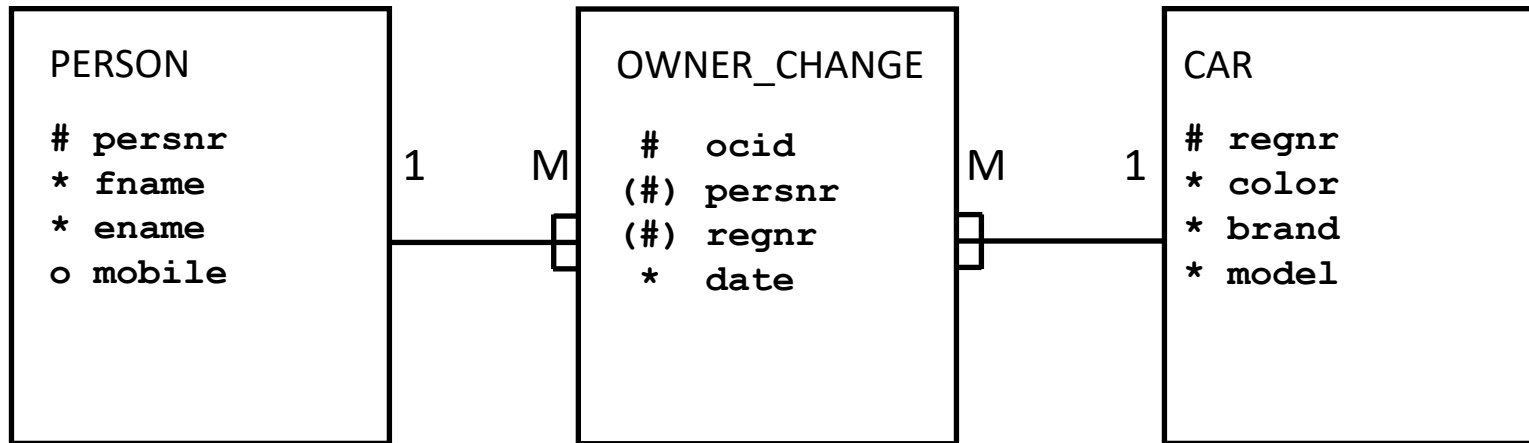 PERSON
# persnr
* fname
* ename
o mobile
1
M
OWNER_CHANGE
# ocid
(#) persnr
(#) regnr
* date
M
1
CAR
# regnr
* color
* brand
* model